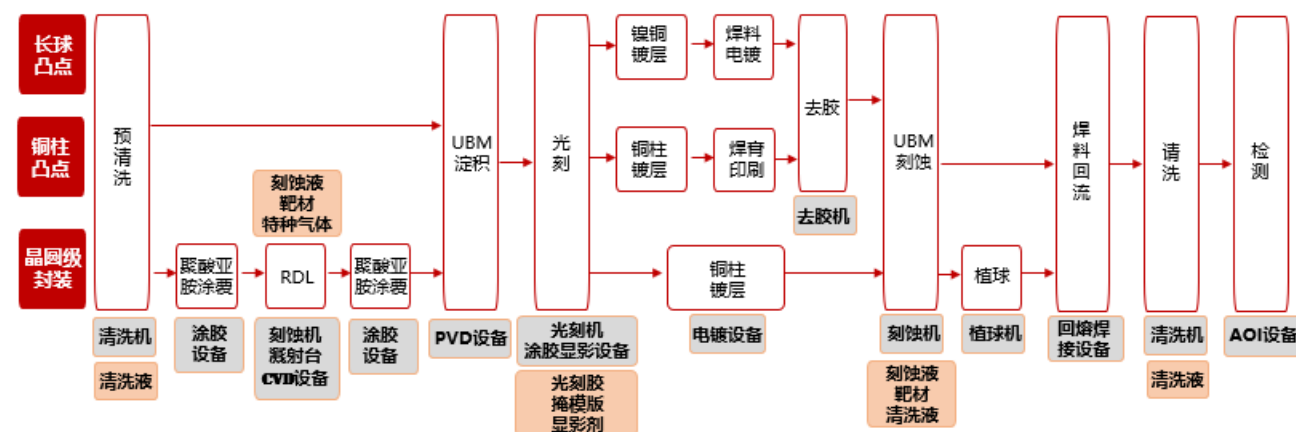 长球
凸点
铜柱
凸点
晶圆级
封装
预
清
洗
清洗机
清洗液
聚酸亚
胺涂覆
涂胶
设备
刻蚀液
靶材
特种气体
RDL
刻蚀机
溅射台
CVD设备
聚酸亚
胺涂覆
涂胶
设备
UBM
淀积
PVD设备
光
刻
光刻机
涂胶显影设备
光刻胶
掩模版
显影剂
镍铜
镀层
焊料
电镀
铜柱
镀层
焊膏
印刷
去胶
去胶机
铜柱
镀层
电镀设备
UBM
刻蚀
刻蚀机
刻蚀液
靶材
清洗液
植球
植球机
焊
料
回
流
回熔焊
接设备
请
洗
清洗机
清洗液
检
测
AOI设备